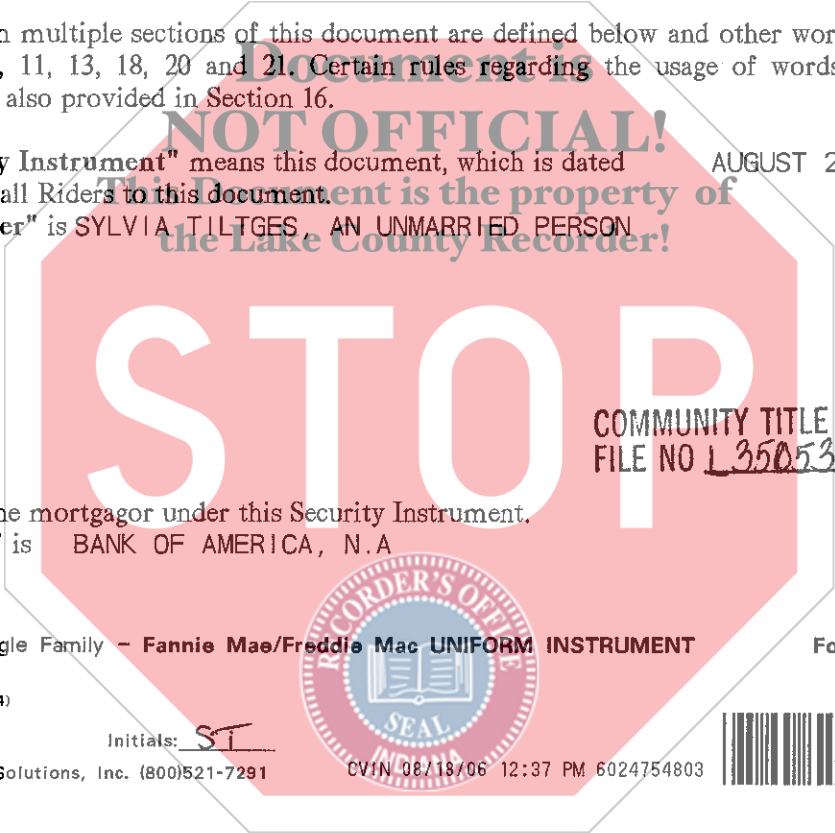 n multiple sections of this document are defined below and other wor
, 11, 13, 18, 20 and 21. Certain rules regarding the usage of words
also provided in Section 16.
Document is
NOT OFFICIAL!
This Document is the property of
the Lake County Recorder!
y Instrument" means this document, which is dated AUGUST 2
all Riders to this document.
er" is SYLVIA TILTGES, AN UNMARRIED PERSON
STOP
COMMUNITY TITLE
FILE NO L35053
he mortgagor under this Security Instrument.
is BANK OF AMERICA, N.A
RECORDER'S OFFICE
SEAL
INDIANA
gle Family - Fannie Mae/Freddie Mac UNIFORM INSTRUMENT Fo
4)
Initials: ST
Solutions, Inc. (800)521-7291 CVIN 08/18/06 12:37 PM 6024754803